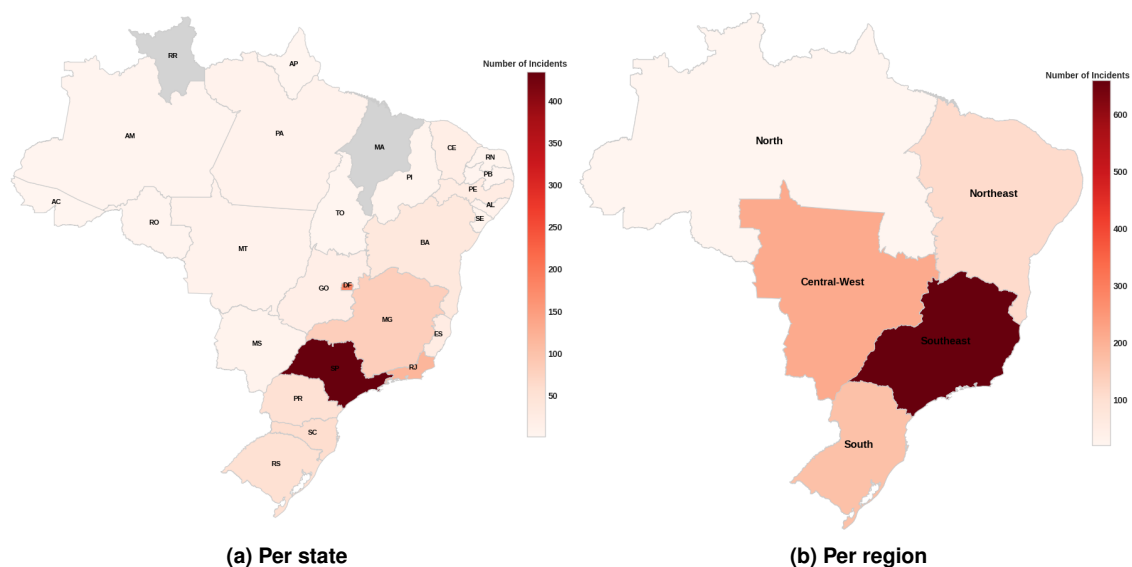 Number of Incidents
400
350
300
250
200
150
100
50
RR
AP
AM
PA
MA
CE
RN
PB
PI
PE
AL
SE
AC
RO
TO
MT
BA
GO
DF
MG
ES
MS
SP
RJ
PR
SC
RS
(a) Per state
Number of Incidents
600
500
400
300
200
100
North
Northeast
Central-West
Southeast
South
(b) Per region